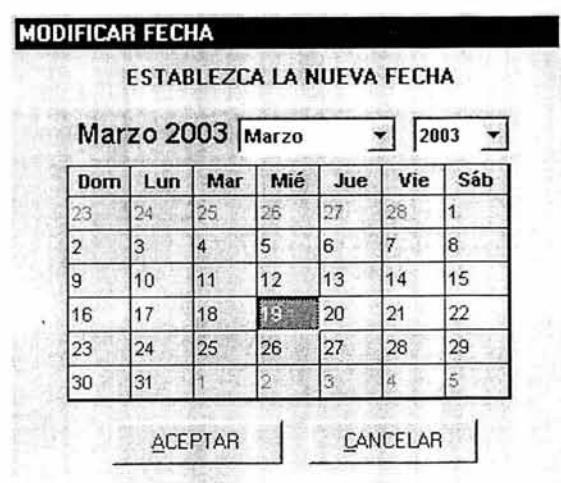 MODIFICAR FECHA
ESTABLEZCA LA NUEVA FECHA
Marzo 2003 Marzo 2003
Dom Lun Mar Mié Jue Vie Sáb
23 24 25 26 27 28 1
2 3 4 5 6 7 8
9 10 11 12 13 14 15
16 17 18 19 20 21 22
23 24 25 26 27 28 29
30 31 1 2 3 4 5
ACEPTAR CANCELAR